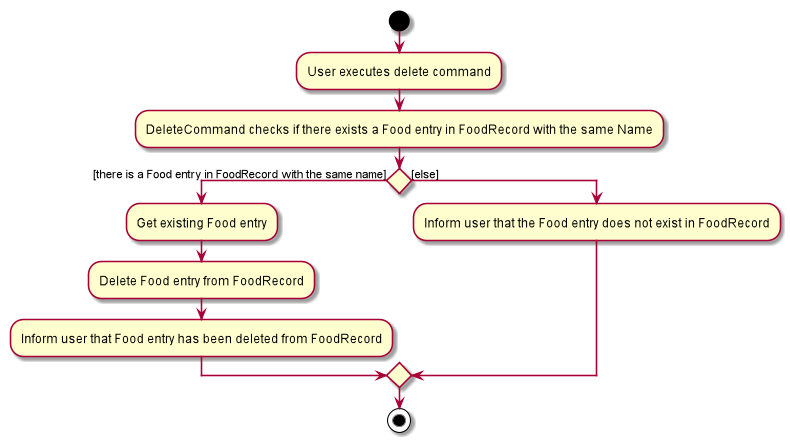 User executes delete command
DeleteCommand checks if there exists a Food entry in FoodRecord with the same Name
[there is a Food entry in FoodRecord with the same name]
[else]
Get existing Food entry
Inform user that the Food entry does not exist in FoodRecord
Delete Food entry from FoodRecord
Inform user that Food entry has been deleted from FoodRecord